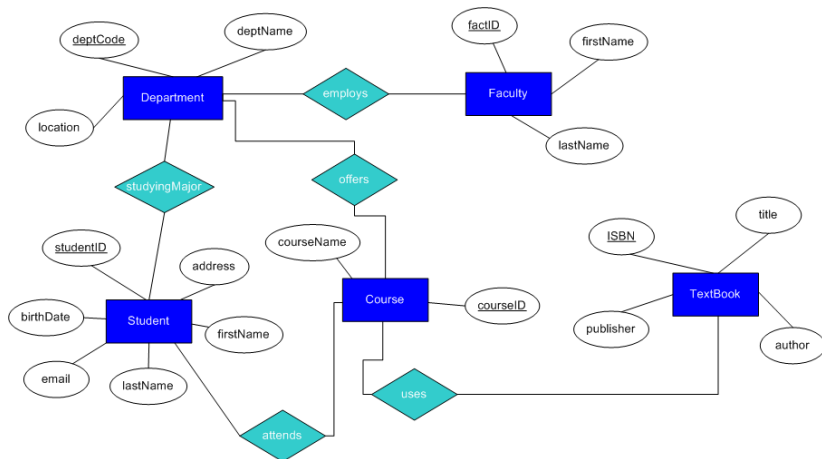 deptCode
deptName
factID
firstName
Department
employs
Faculty
location
lastName
studyingMajor
offers
title
studentID
courseName
ISBN
address
birthDate
Student
firstName
Course
courseID
TextBook
publisher
author
email
lastName
uses
attends